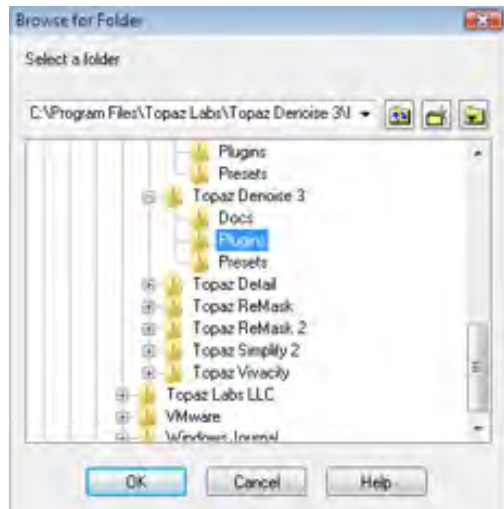 Browse for Folder
Select a folder
C:\Program Files\Topaz Labs\Topaz Denoise 3\
Plugins
Presets
Topaz Denoise 3
Docs
Plugins
Presets
Topaz Detail
Topaz ReMask
Topaz ReMask 2
Topaz Simplify 2
Topaz Vivacity
Topaz Labs LLC
VMware
Windows Journal
OK
Cancel
Help